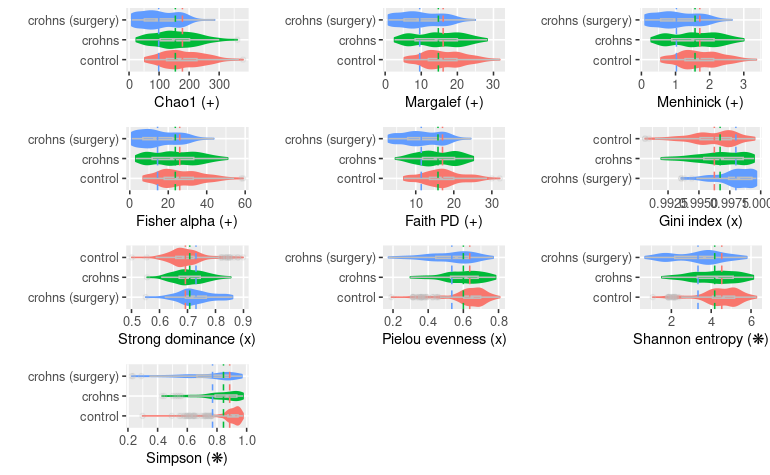 crohns (surgery)
crohns
control
0 100 200 300
Chao1 (+)
crohns (surgery)
crohns
control
0 10 20 30
Margalef (+)
crohns (surgery)
crohns
control
0 1 2 3
Menhinick (+)
crohns (surgery)
crohns
control
0 20 40 60
Fisher alpha (+)
crohns (surgery)
crohns
control
10 20 30
Faith PD (+)
control
crohns
crohns (surgery)
0.9925 0.9950 0.9975 1.000
Gini index (x)
control
crohns
crohns (surgery)
0.5 0.6 0.7 0.8 0.9
Strong dominance (x)
crohns (surgery)
crohns
control
0.2 0.4 0.6 0.8
Pielou evenness (x)
crohns (surgery)
crohns
control
2 4 6
Shannon entropy (❋)
crohns (surgery)
crohns
control
0.2 0.4 0.6 0.8 1.0
Simpson (❋)